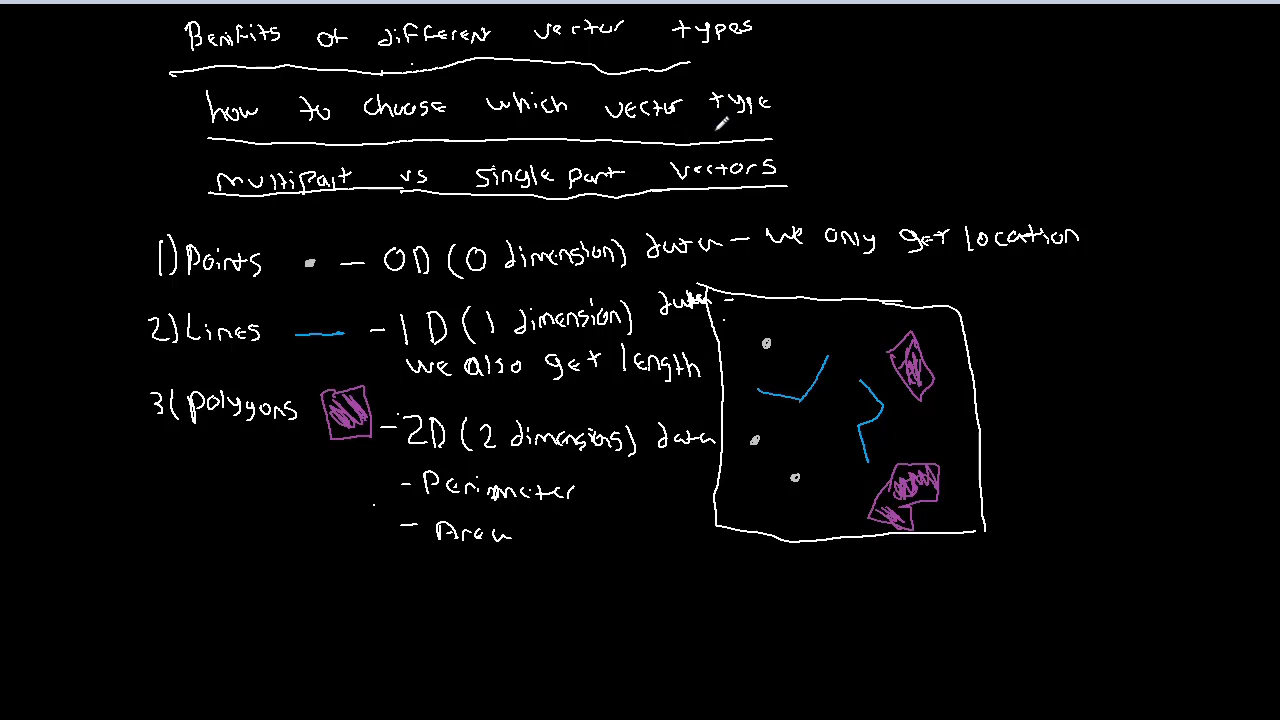 Benifits of different vector types
how to choose which vector type
multipart vs single part vectors
1) Points - 0D (0 dimension) data - we only get location
2) Lines - 1D (1 dimension) data -
we also get length
3( polygons - 2D (2 dimensions) data
- Perimeter
- Area